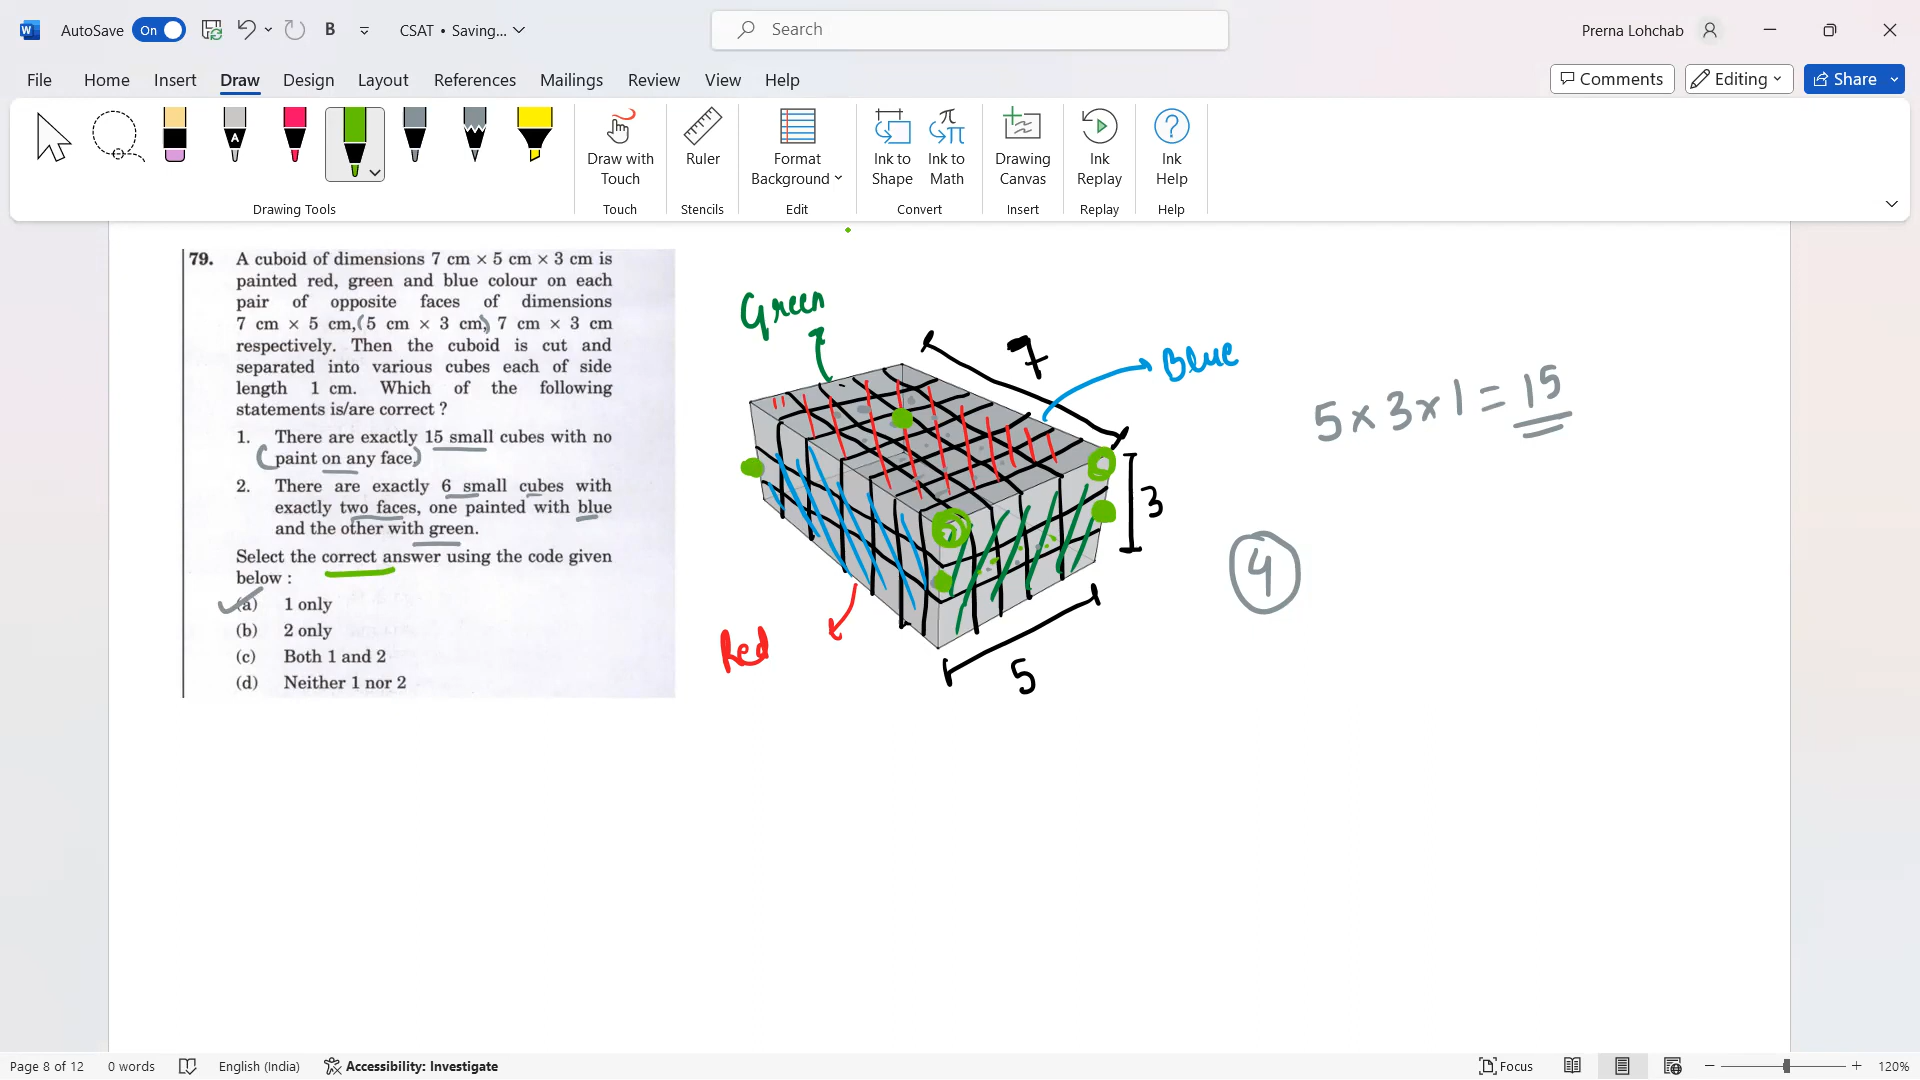 AutoSave On B CSAT • Saving... Search Prerna Lohchab
File Home Insert Draw Design Layout References Mailings Review View Help Comments Editing Share
A
Draw with Touch Ruler Format Background Ink to Shape Ink to Math Drawing Canvas Ink Replay Ink Help
Drawing Tools Touch Stencils Edit Convert Insert Replay Help
79. A cuboid of dimensions 7 cm × 5 cm × 3 cm is
painted red, green and blue colour on each
pair of opposite faces of dimensions
7 cm × 5 cm, (5 cm × 3 cm,) 7 cm × 3 cm
respectively. Then the cuboid is cut and
separated into various cubes each of side
length 1 cm. Which of the following
statements is/are correct ?
1. There are exactly 15 small cubes with no
(paint on any face.)
2. There are exactly 6 small cubes with
exactly two faces, one painted with blue
and the other with green.
Select the correct answer using the code given
below :
(a) 1 only
(b) 2 only
(c) Both 1 and 2
(d) Neither 1 nor 2
Green
7
Blue
3
Red
5
5 × 3 × 1 = 15
4
Page 8 of 12 0 words English (India) Accessibility: Investigate Focus 120%